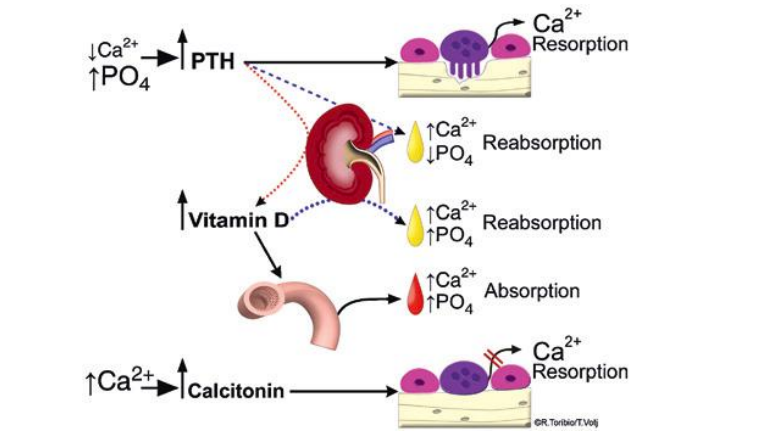 ↓Ca²⁺
↑PO₄
↑PTH
Ca²⁺
Resorption
↑Ca²⁺
↓PO₄
Reabsorption
↑Vitamin D
↑Ca²⁺
↑PO₄
Reabsorption
↑Ca²⁺
↑PO₄
Absorption
↑Ca²⁺
↑Calcitonin
Ca²⁺
Resorption
©R.Toribio/T.Votj